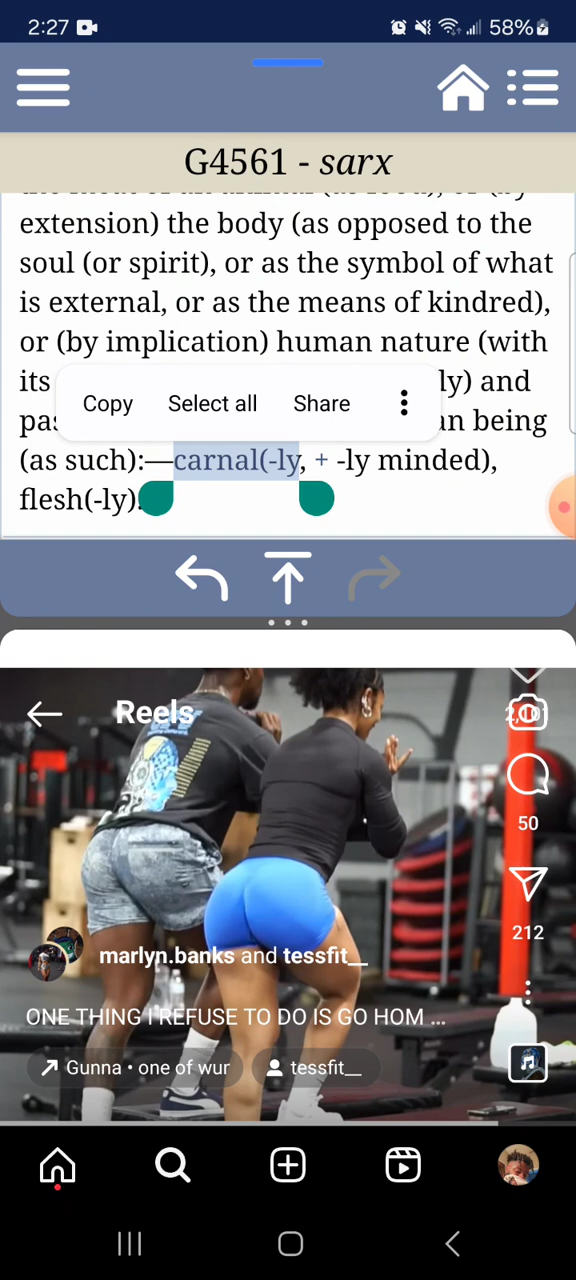 2:27 58%
G4561 - sarx
extension) the body (as opposed to the
soul (or spirit), or as the symbol of what
is external, or as the means of kindred),
or (by implication) human nature (with
its ly) and
Copy Select all Share
pas an being
(as such):—carnal(-ly, + -ly minded),
flesh(-ly).
Reels
50
marlyn.banks and tessfit__
212
ONE THING I REFUSE TO DO IS GO HOM ...
Gunna • one of wur tessfit__